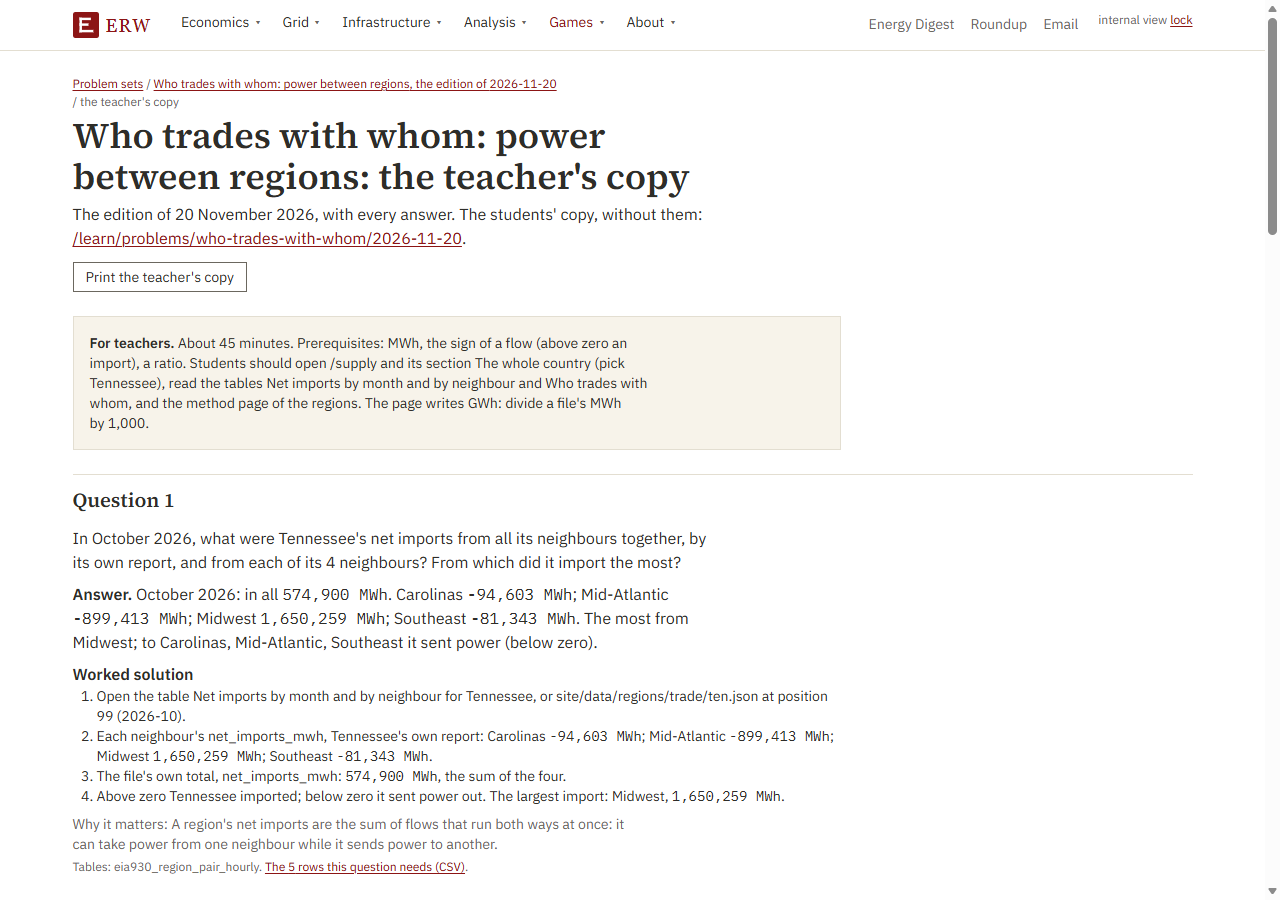 E ERW
Economics ▾ Grid ▾ Infrastructure ▾ Analysis ▾ Games ▾ About ▾ Energy Digest Roundup Email internal view lock
Problem sets / Who trades with whom: power between regions, the edition of 2026-11-20
/ the teacher's copy
Who trades with whom: power
between regions: the teacher's copy
The edition of 20 November 2026, with every answer. The students' copy, without them:
/learn/problems/who-trades-with-whom/2026-11-20.
Print the teacher's copy
For teachers. About 45 minutes. Prerequisites: MWh, the sign of a flow (above zero an
import), a ratio. Students should open /supply and its section The whole country (pick
Tennessee), read the tables Net imports by month and by neighbour and Who trades with
whom, and the method page of the regions. The page writes GWh: divide a file's MWh
by 1,000.
Question 1
In October 2026, what were Tennessee's net imports from all its neighbours together, by
its own report, and from each of its 4 neighbours? From which did it import the most?
Answer. October 2026: in all 574,900 MWh. Carolinas -94,603 MWh; Mid-Atlantic
-899,413 MWh; Midwest 1,650,259 MWh; Southeast -81,343 MWh. The most from
Midwest; to Carolinas, Mid-Atlantic, Southeast it sent power (below zero).
Worked solution
1. Open the table Net imports by month and by neighbour for Tennessee, or site/data/regions/trade/ten.json at position
99 (2026-10).
2. Each neighbour's net_imports_mwh, Tennessee's own report: Carolinas -94,603 MWh; Mid-Atlantic -899,413 MWh;
Midwest 1,650,259 MWh; Southeast -81,343 MWh.
3. The file's own total, net_imports_mwh: 574,900 MWh, the sum of the four.
4. Above zero Tennessee imported; below zero it sent power out. The largest import: Midwest, 1,650,259 MWh.
Why it matters: A region's net imports are the sum of flows that run both ways at once: it
can take power from one neighbour while it sends power to another.
Tables: eia930_region_pair_hourly. The 5 rows this question needs (CSV).